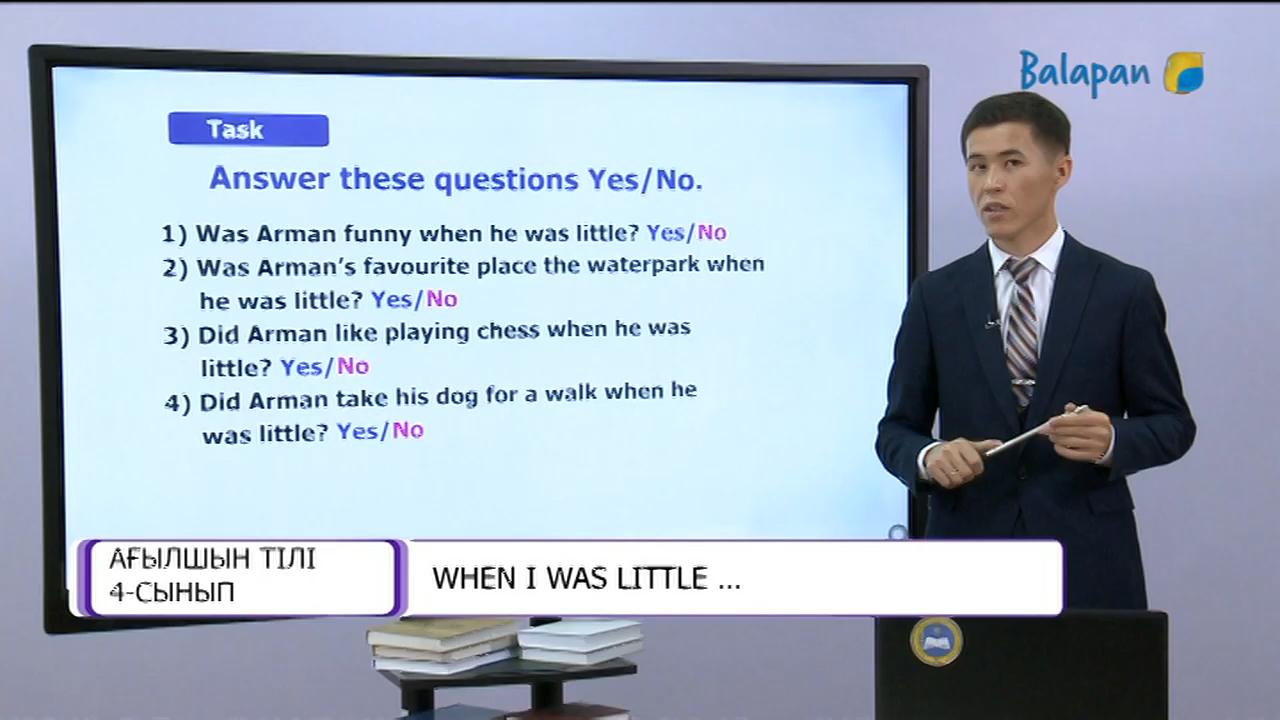 Balapan
Task
Answer these questions Yes/No.
1) Was Arman funny when he was little? Yes/No
2) Was Arman's favourite place the waterpark when
he was little? Yes/No
3) Did Arman like playing chess when he was
little? Yes/No
4) Did Arman take his dog for a walk when he
was little? Yes/No
АҒЫЛШЫН ТІЛІ
4-СЫНЫП
WHEN I WAS LITTLE ...